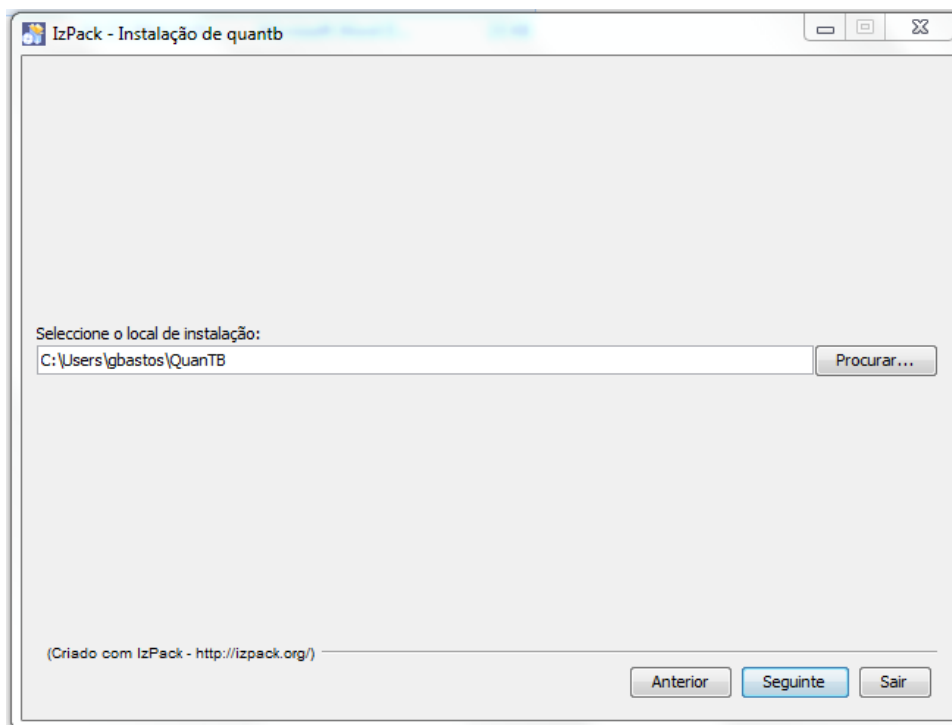 IzPack - Instalação de quantb
Seleccione o local de instalação:
C:\Users\gbastos\QuanTB
Procurar...
(Criado com IzPack - http://izpack.org/)
Anterior
Seguinte
Sair